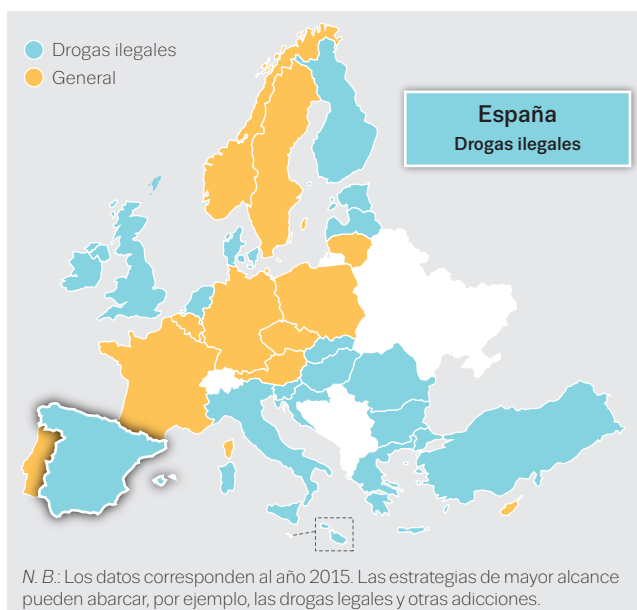 Drogas ilegales
General
España
Drogas ilegales
N. B.: Los datos corresponden al año 2015. Las estrategias de mayor alcance
pueden abarcar, por ejemplo, las drogas legales y otras adicciones.